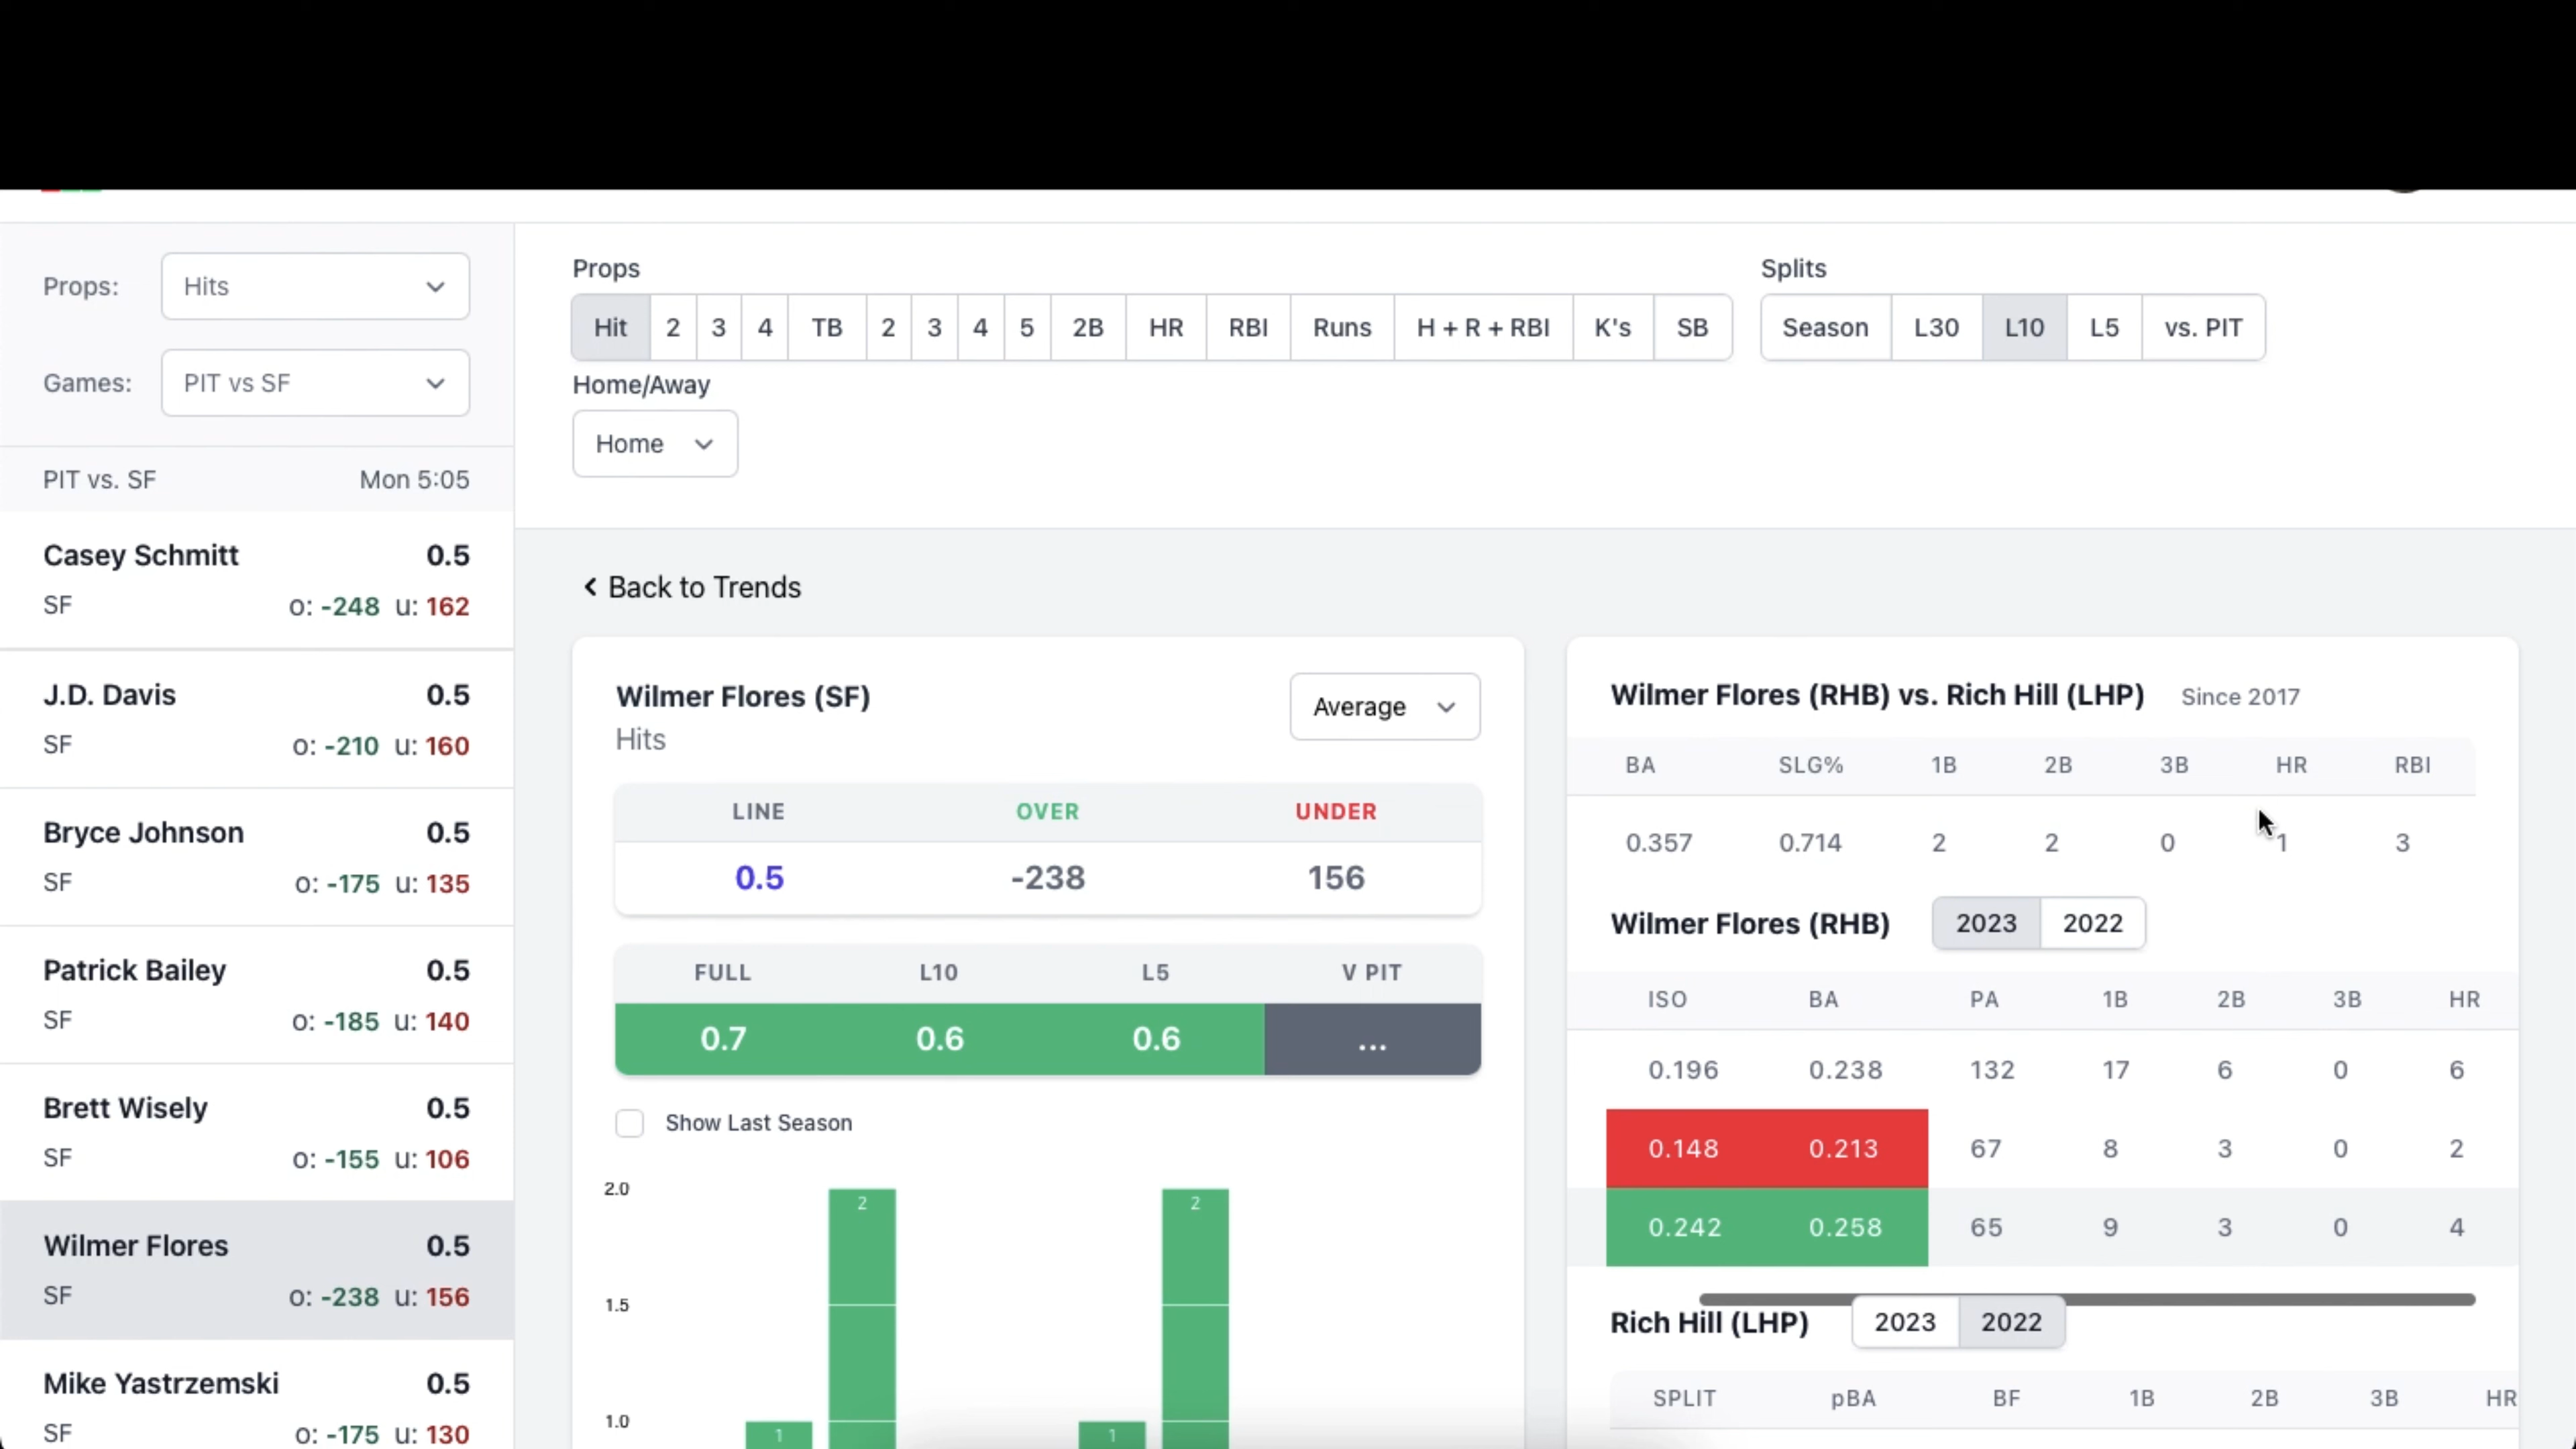 Props: Hits
Games: PIT vs SF
PIT vs. SF Mon 5:05
Casey Schmitt 0.5
SF o: -248 u: 162
J.D. Davis 0.5
SF o: -210 u: 160
Bryce Johnson 0.5
SF o: -175 u: 135
Patrick Bailey 0.5
SF o: -185 u: 140
Brett Wisely 0.5
SF o: -155 u: 106
Wilmer Flores 0.5
SF o: -238 u: 156
Mike Yastrzemski 0.5
SF o: -175 u: 130
Props
Hit 2 3 4 TB 2 3 4 5 2B HR RBI Runs H + R + RBI K's SB
Splits
Season L30 L10 L5 vs. PIT
Home/Away
Home
Back to Trends
Wilmer Flores (SF)
Hits
Average
LINE OVER UNDER
0.5 -238 156
FULL L10 L5 V PIT
0.7 0.6 0.6 ...
Show Last Season
2.0
1.5
1.0
2
2
1
1
Wilmer Flores (RHB) vs. Rich Hill (LHP) Since 2017
BA SLG% 1B 2B 3B HR RBI
0.357 0.714 2 2 0 1 3
Wilmer Flores (RHB) 2023 2022
ISO BA PA 1B 2B 3B HR
0.196 0.238 132 17 6 0 6
0.148 0.213 67 8 3 0 2
0.242 0.258 65 9 3 0 4
Rich Hill (LHP) 2023 2022
SPLIT pBA BF 1B 2B 3B HR